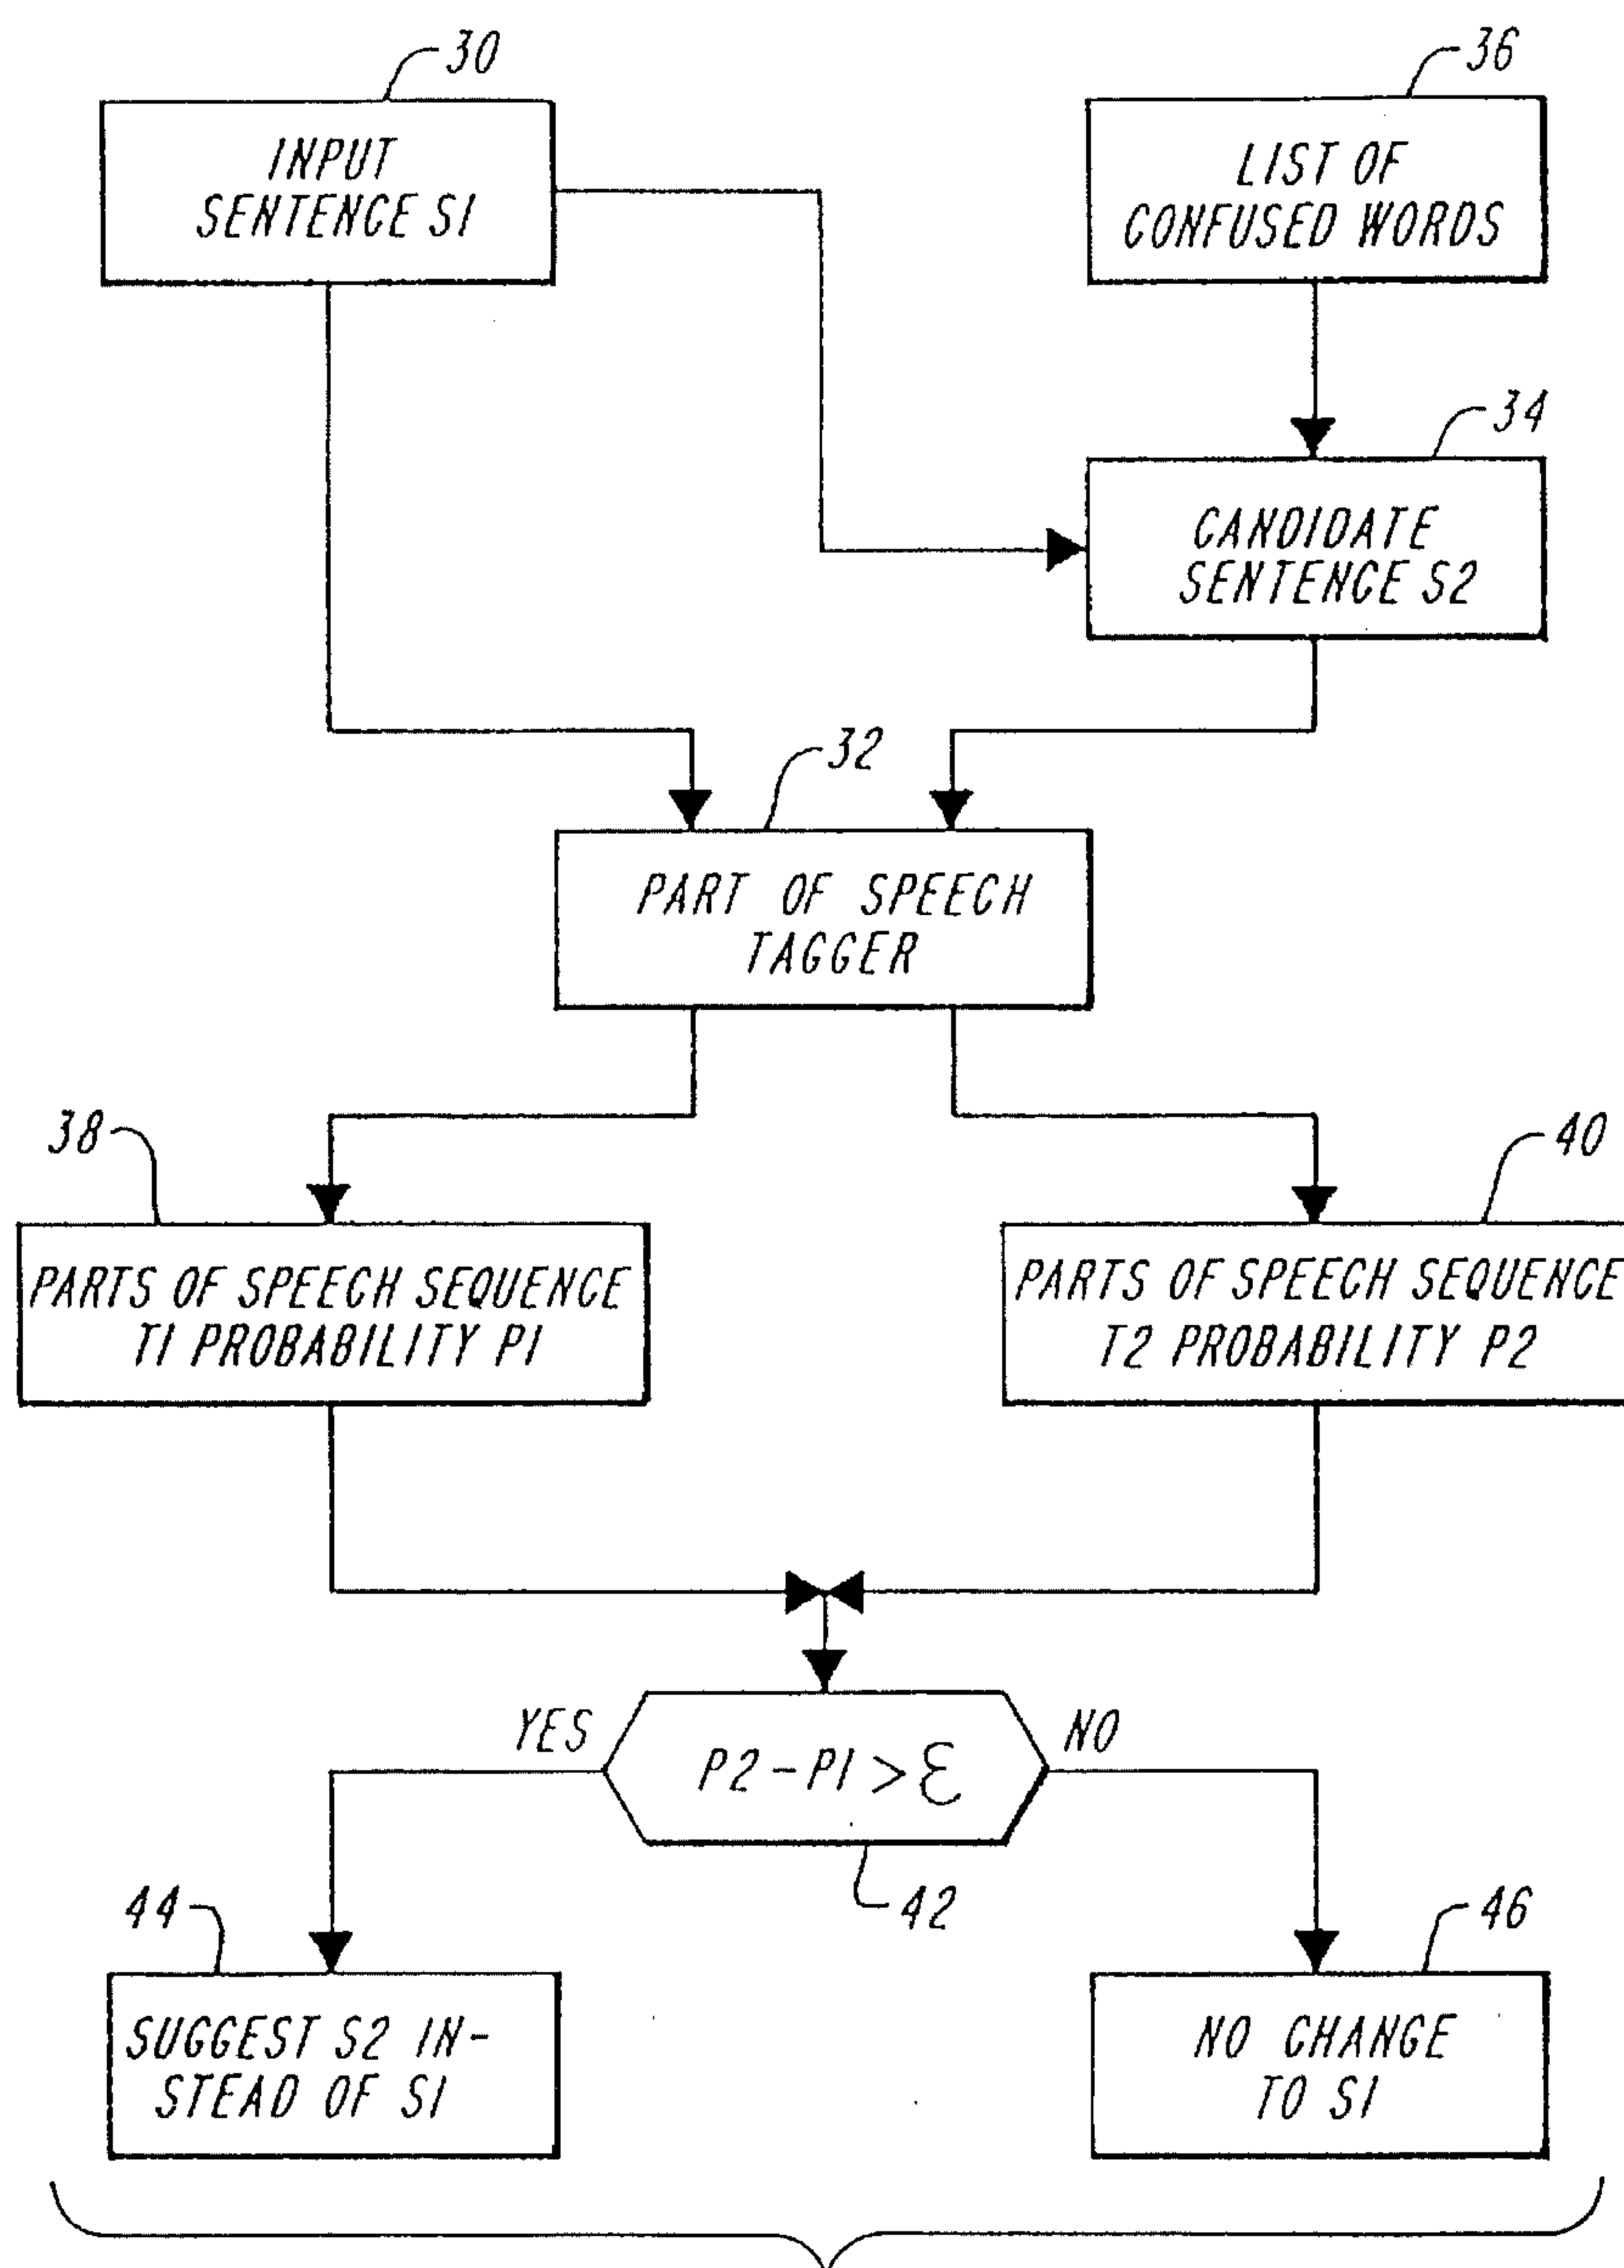 30
INPUT
SENTENCE S1
36
LIST OF
CONFUSED WORDS
34
CANDIDATE
SENTENCE S2
32
PART OF SPEECH
TAGGER
38
PARTS OF SPEECH SEQUENCE
T1 PROBABILITY P1
40
PARTS OF SPEECH SEQUENCE
T2 PROBABILITY P2
YES
P2-P1>ε
NO
42
44
SUGGEST S2 IN-
STEAD OF S1
46
NO CHANGE
TO S1